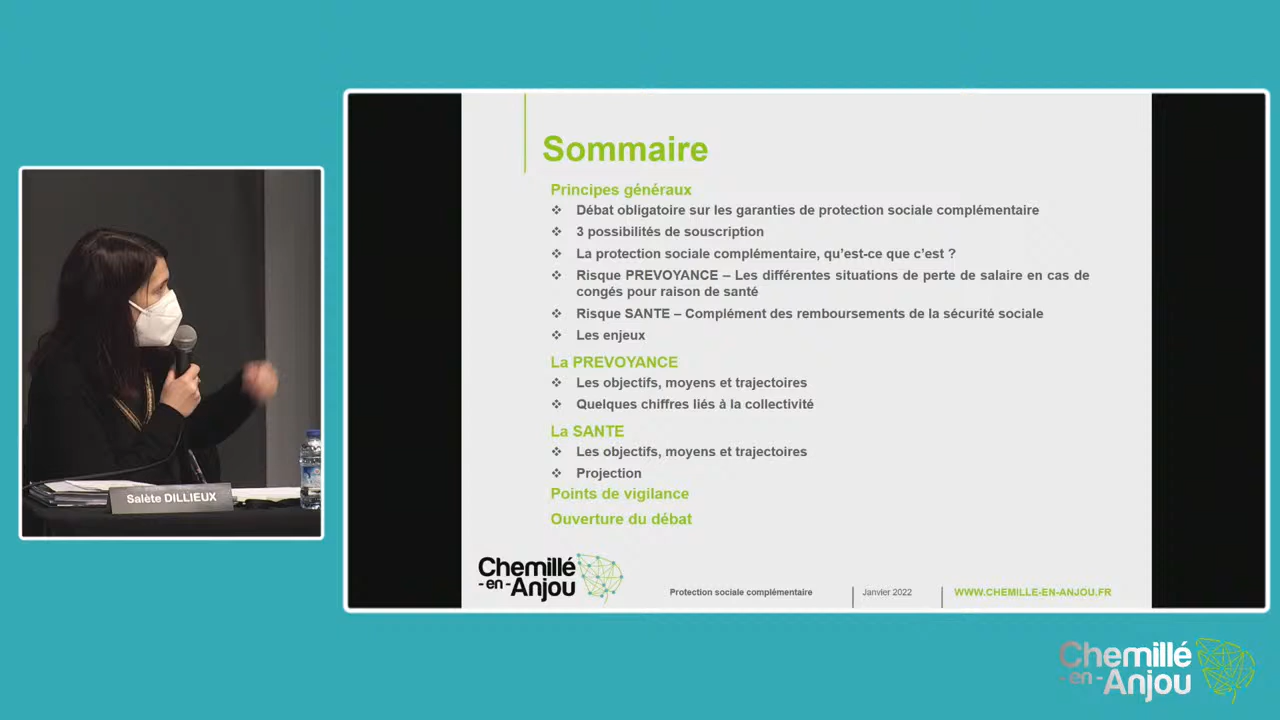 Sommaire
Principes généraux
❖ Débat obligatoire sur les garanties de protection sociale complémentaire
❖ 3 possibilités de souscription
❖ La protection sociale complémentaire, qu’est-ce que c’est ?
❖ Risque PREVOYANCE – Les différentes situations de perte de salaire en cas de
congés pour raison de santé
❖ Risque SANTE – Complément des remboursements de la sécurité sociale
❖ Les enjeux
La PREVOYANCE
❖ Les objectifs, moyens et trajectoires
❖ Quelques chiffres liés à la collectivité
La SANTE
❖ Les objectifs, moyens et trajectoires
❖ Projection
Points de vigilance
Ouverture du débat
Chemillé
- en - Anjou
Protection sociale complémentaire
Janvier 2022
WWW.CHEMILLE-EN-ANJOU.FR
Salète DILLIEUX
Chemillé
- en - Anjou